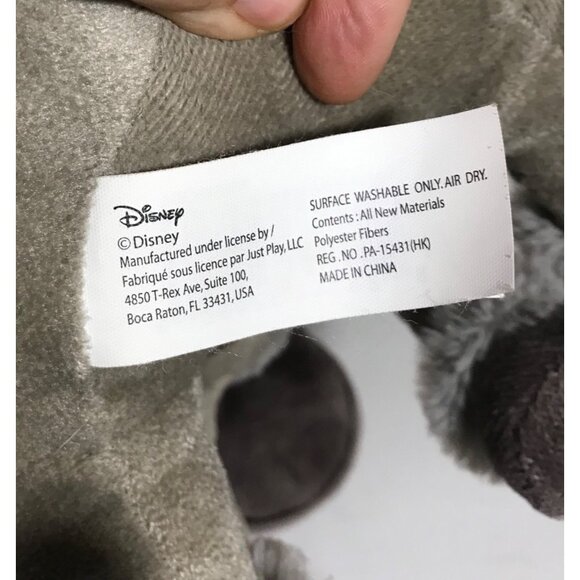 Disney
©Disney
Manufactured under license by /
Fabriqué sous licence par Just Play, LLC
4850 T-Rex Ave, Suite 100,
Boca Raton, FL 33431, USA
SURFACE WASHABLE ONLY. AIR DRY.
Contents : All New Materials
Polyester Fibers
REG .NO .PA-15431(HK)
MADE IN CHINA